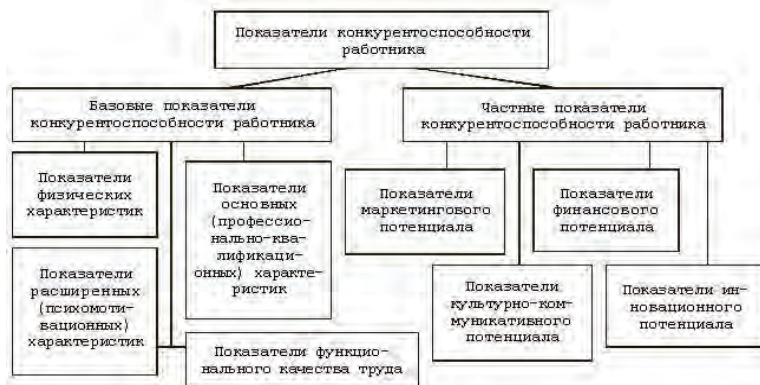 Показатели конкурентоспособности
работника
Базовые показатели
конкурентоспособности работника
Частные показатели
конкурентоспособности работника
Показатели
физических
характеристик
Показатели
основных
(профессио-
нально-ква-
лификаци-
онных) характе-
ристик
Показатели
маркетингового
потенциала
Показатели
финансового
потенциала
Показатели
расширенных
(психомоти-
вационных)
характеристик
Показатели
культурно-ком-
муникативного
потенциала
Показатели ин-
новационного
потенциала
Показатели функцио-
нального качества труда